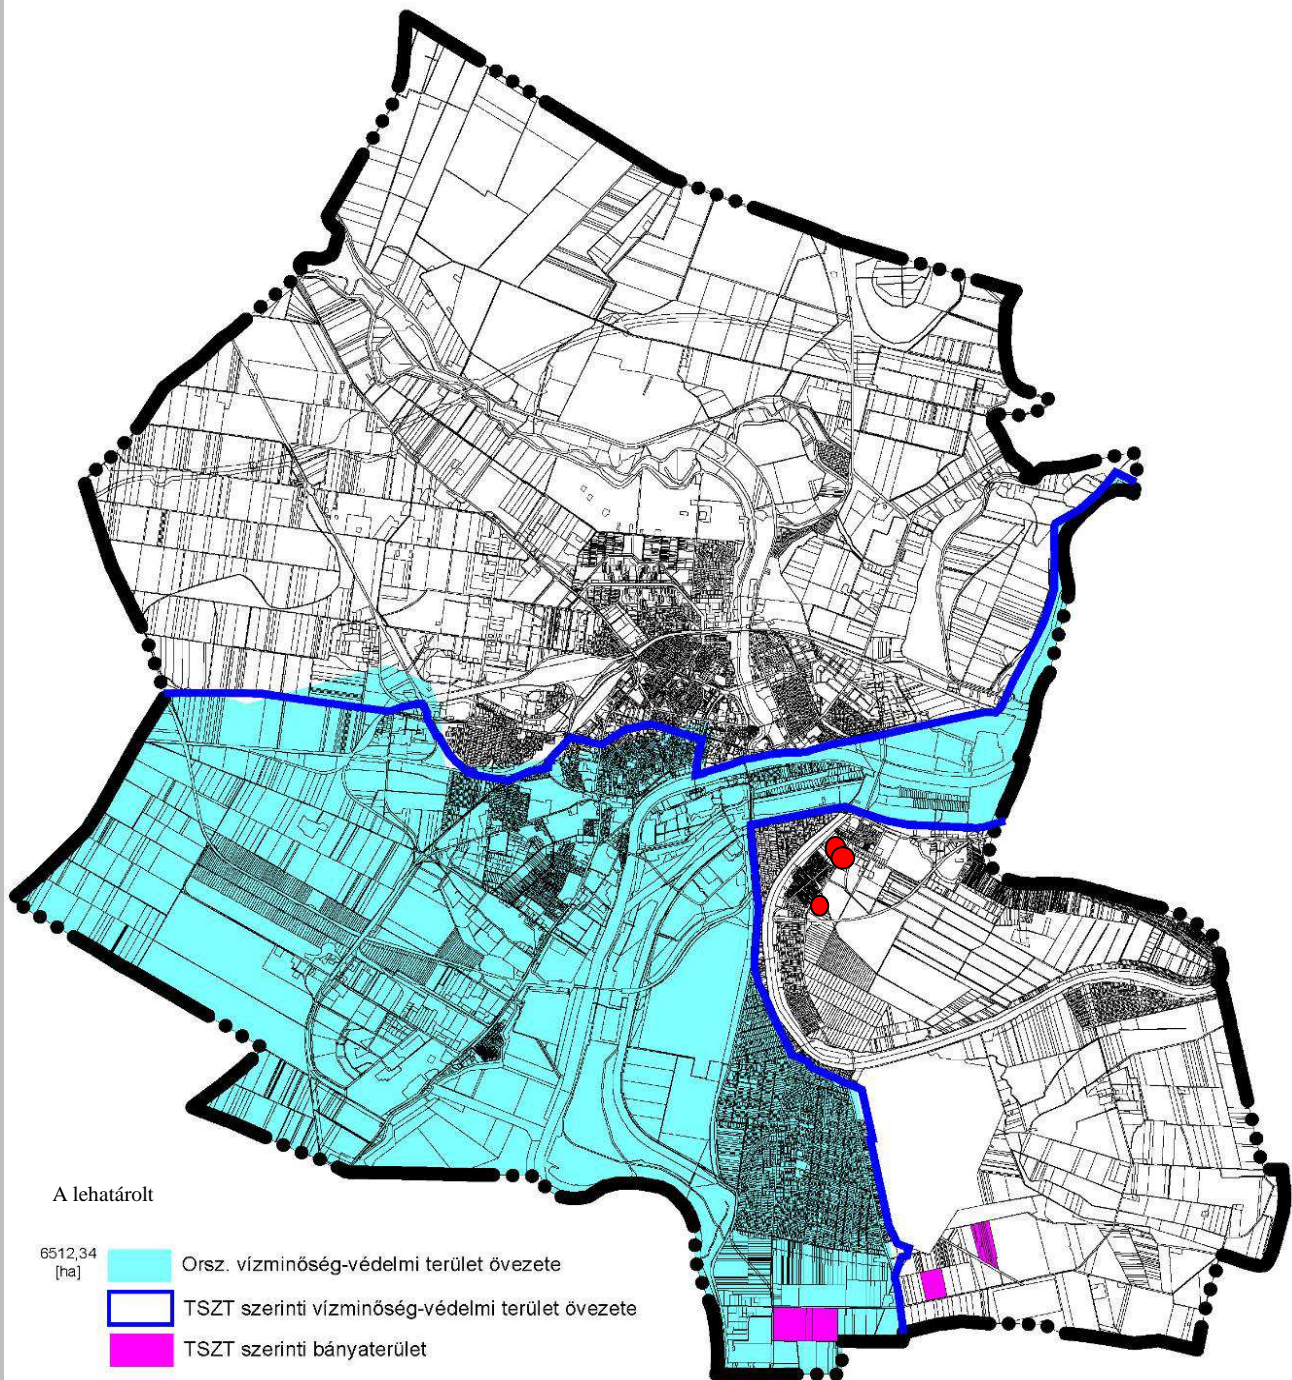 A lehatárolt
6512,34
[ha]
Orsz. vízminőség-védelmi terület övezete
TSZT szerinti vízminőség-védelmi terület övezete
TSZT szerinti bányaterület